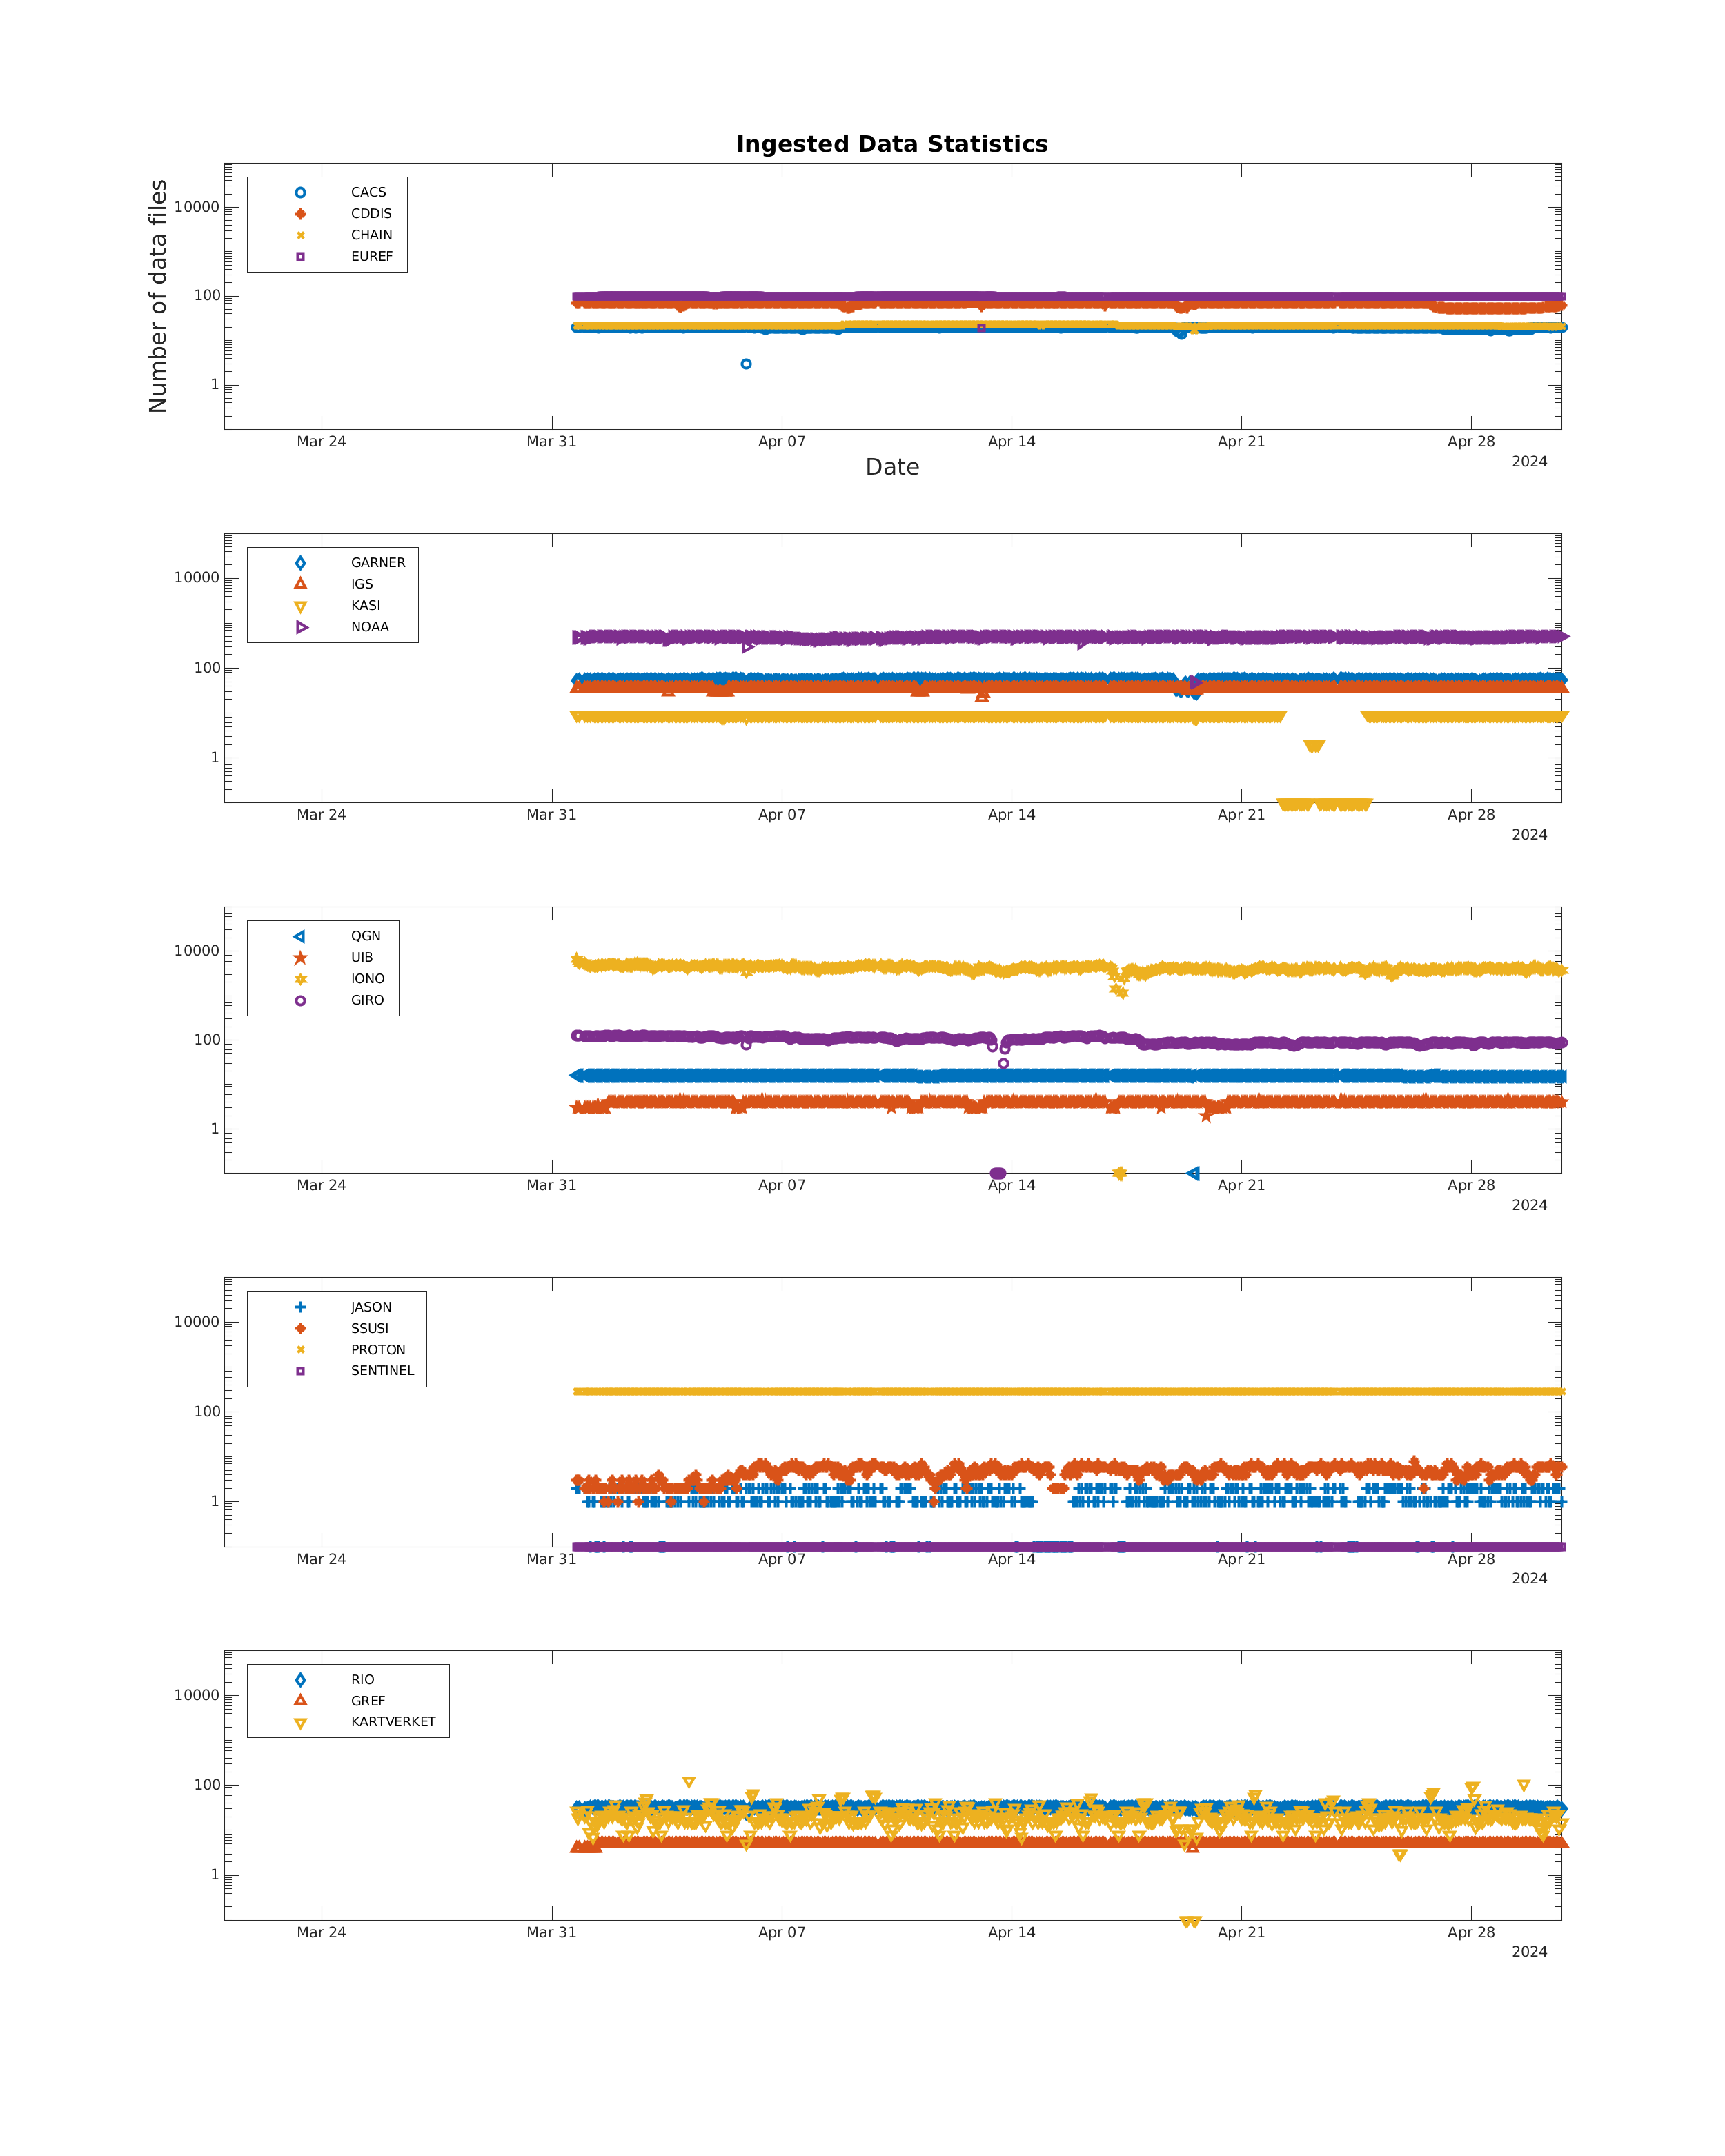 Ingested Data Statistics
Number of data files
CACS
CDDIS
CHAIN
EUREF
10000
100
1
Mar 24 Mar 31 Apr 07 Apr 14 Apr 21 Apr 28
2024
Date
GARNER
IGS
KASI
NOAA
10000
100
1
Mar 24 Mar 31 Apr 07 Apr 14 Apr 21 Apr 28
2024
QGN
UIB
IONO
GIRO
10000
100
1
Mar 24 Mar 31 Apr 07 Apr 14 Apr 21 Apr 28
2024
JASON
SSUSI
PROTON
SENTINEL
10000
100
1
Mar 24 Mar 31 Apr 07 Apr 14 Apr 21 Apr 28
2024
RIO
GREF
KARTVERKET
10000
100
1
Mar 24 Mar 31 Apr 07 Apr 14 Apr 21 Apr 28
2024